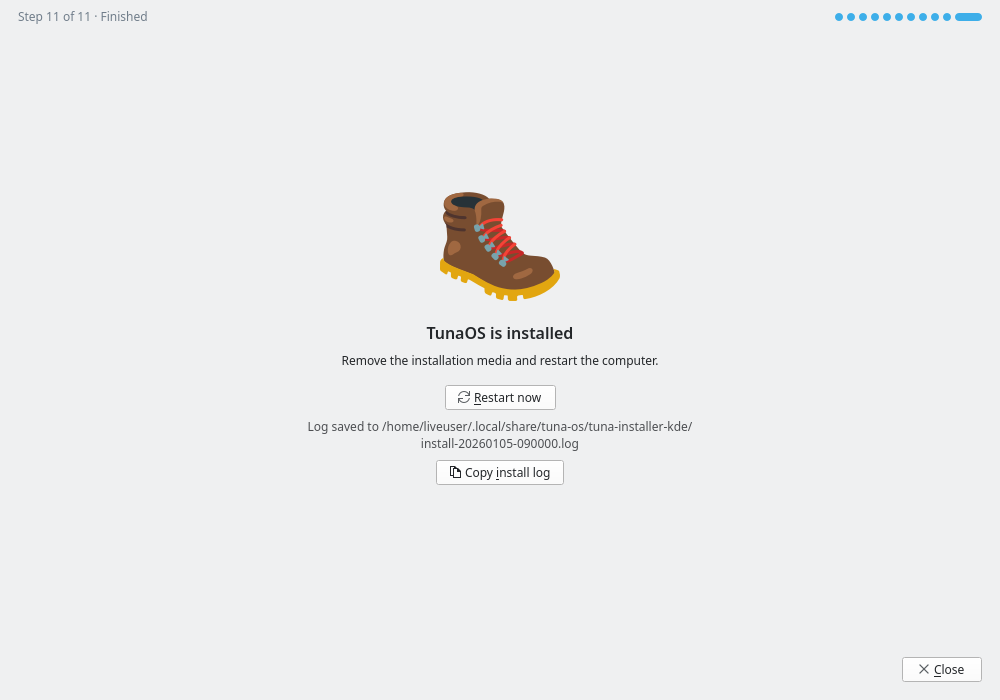 Step 11 of 11 · Finished
TunaOS is installed
Remove the installation media and restart the computer.
Restart now
Log saved to /home/liveuser/.local/share/tuna-os/tuna-installer-kde/
install-20260105-090000.log
Copy install log
Close